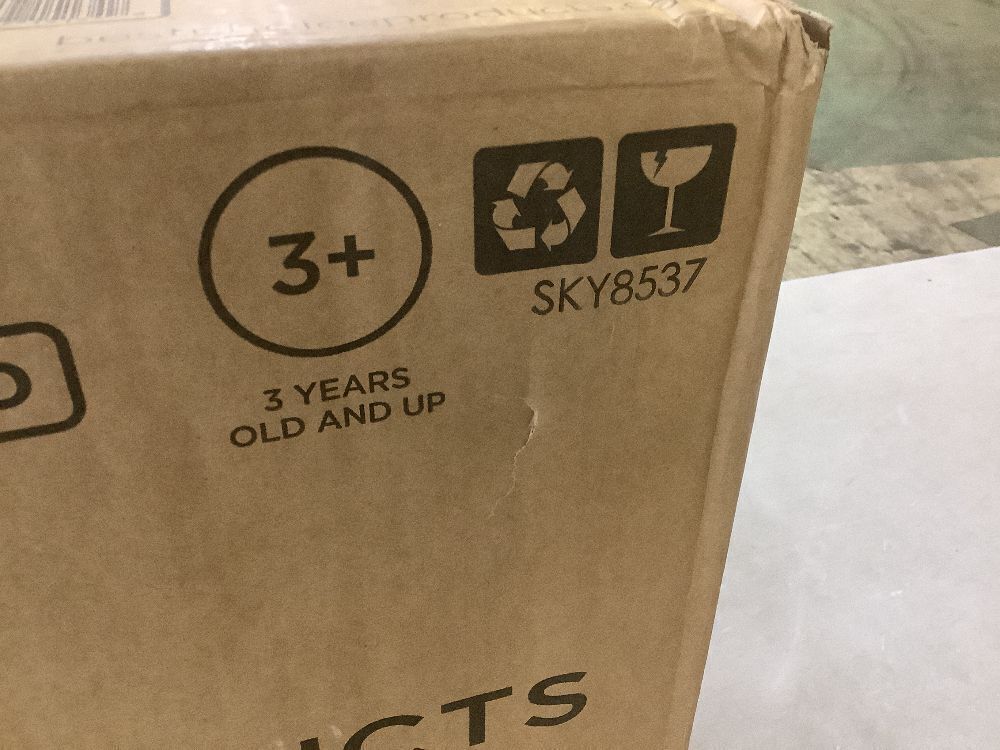 3+
SKY8537
3 YEARS
OLD AND UP